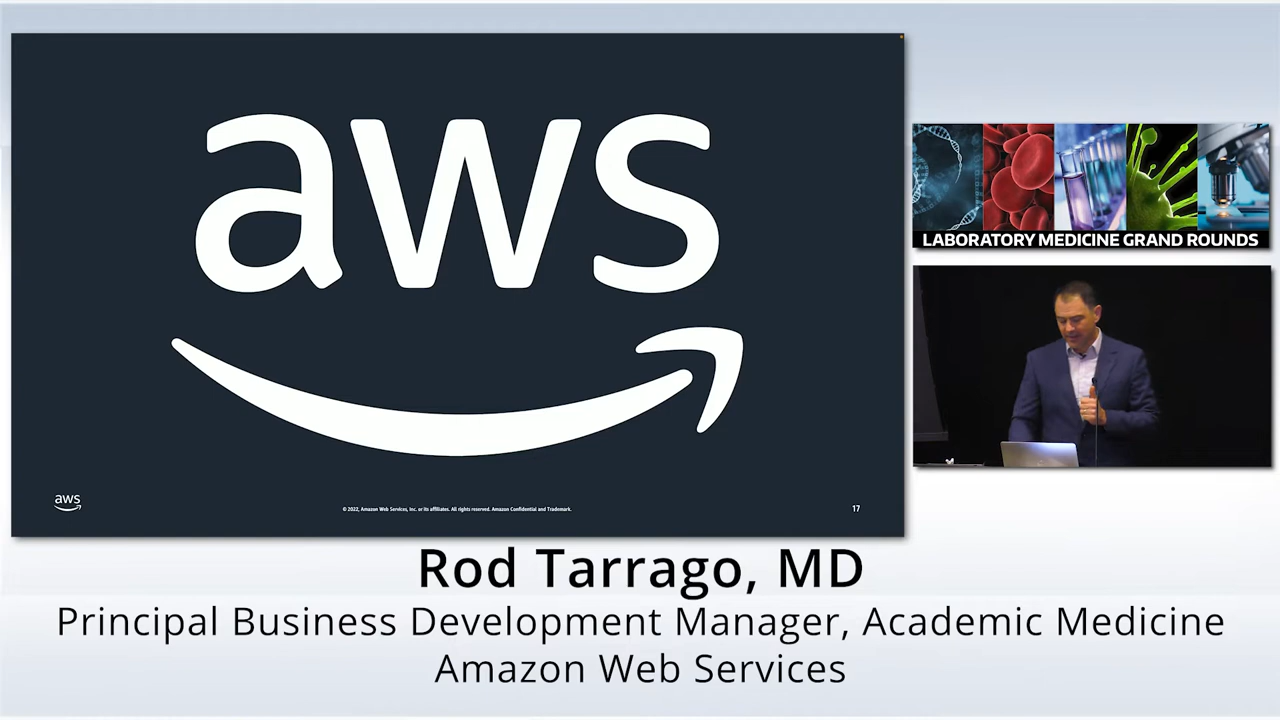 aws
aws
© 2022, Amazon Web Services, Inc. or its affiliates. All rights reserved. Amazon Confidential and Trademark.
17
LABORATORY MEDICINE GRAND ROUNDS
Rod Tarrago, MD
Principal Business Development Manager, Academic Medicine
Amazon Web Services